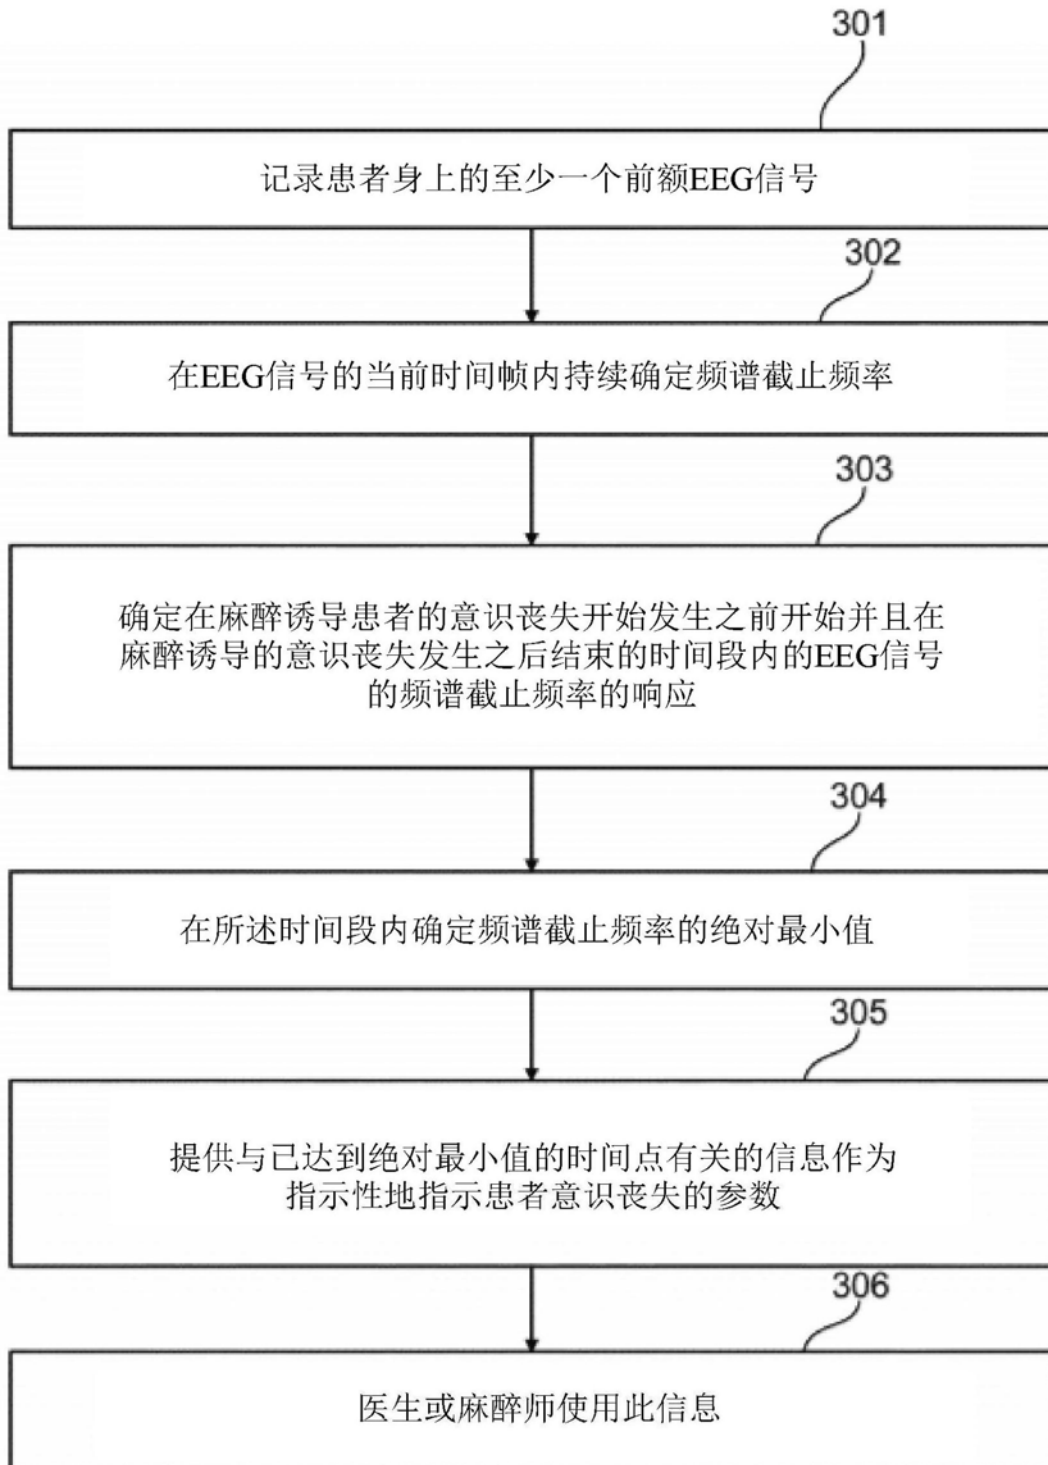 301
记录患者身上的至少一个前额EEG信号
302
在EEG信号的当前时间帧内持续确定频谱截止频率
303
确定在麻醉诱导患者的意识丧失开始发生之前开始并且在
麻醉诱导的意识丧失发生之后结束的时间段内的EEG信号
的频谱截止频率的响应
304
在所述时间段内确定频谱截止频率的绝对最小值
305
提供与已达到绝对最小值的时间点有关的信息作为
指示性地指示患者意识丧失的参数
306
医生或麻醉师使用此信息